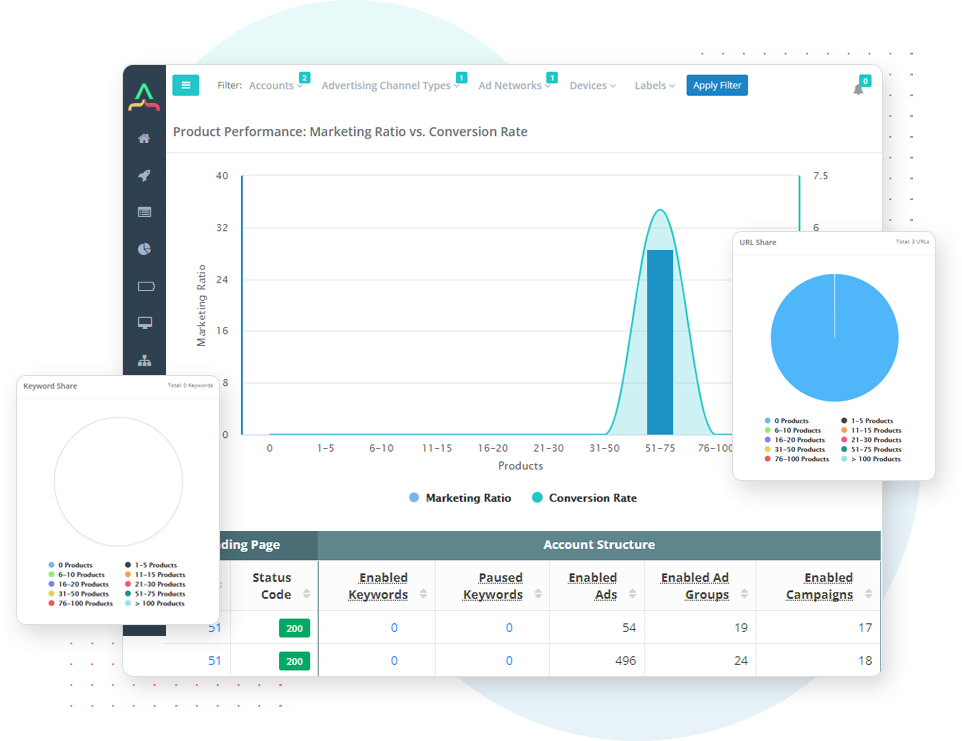 2
1
1
0
Filter: Accounts Advertising Channel Types Ad Networks Devices Labels Apply Filter
Product Performance: Marketing Ratio vs. Conversion Rate
40
32
24
16
8
0
Marketing Ratio
7.5
6
0 1-5 6-10 11-15 16-20 21-30 31-50 51-75 76-100
Products
Marketing Ratio Conversion Rate
URL Share Total: 3 URLs
0 Products 1-5 Products
6-10 Products 11-15 Products
16-20 Products 21-30 Products
31-50 Products 51-75 Products
76-100 Products > 100 Products
Keyword Share Total: 0 Keywords
0 Products 1-5 Products
6-10 Products 11-15 Products
16-20 Products 21-30 Products
31-50 Products 51-75 Products
76-100 Products > 100 Products
ding Page Account Structure
Status Code Enabled Keywords Paused Keywords Enabled Ads Enabled Ad Groups Enabled Campaigns
51 200 0 0 54 19 17
51 200 0 0 496 24 18